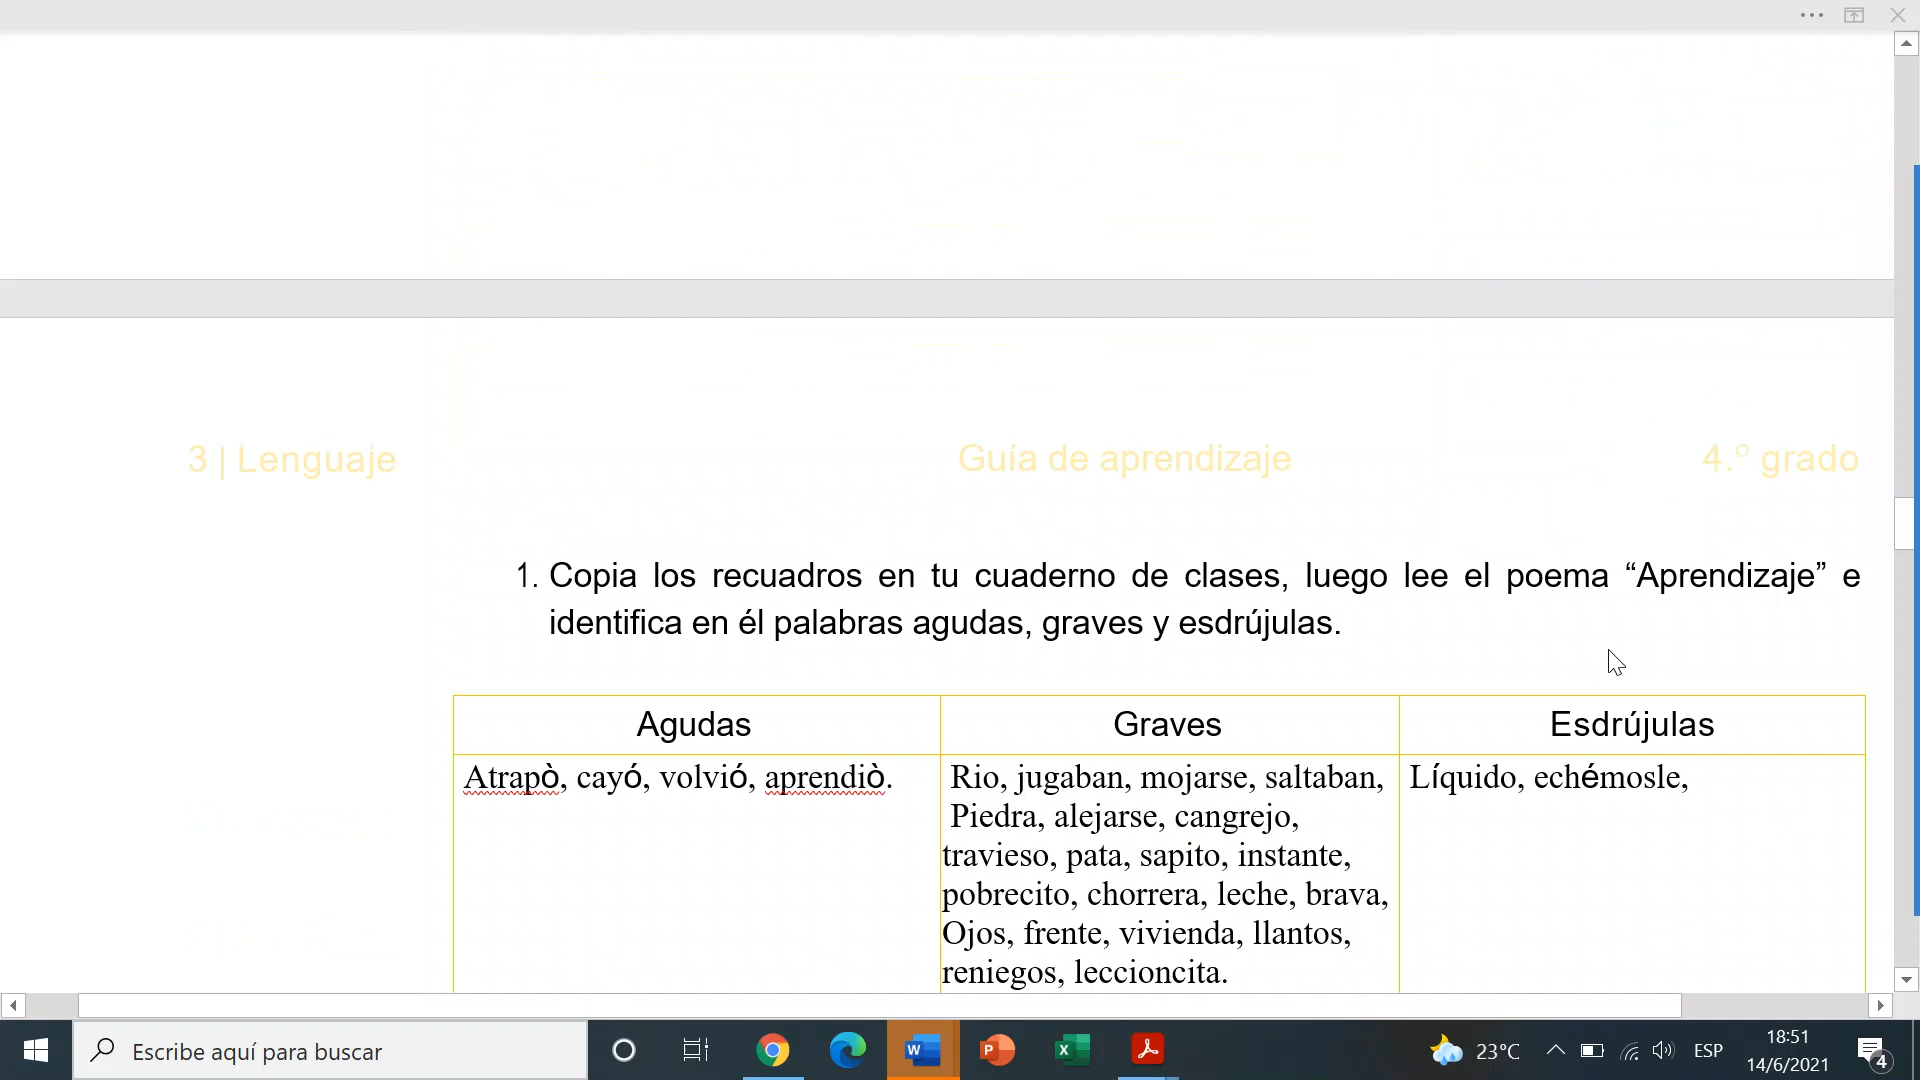 3 | Lenguaje
Guía de aprendizaje
4.º grado
1. Copia los recuadros en tu cuaderno de clases, luego lee el poema “Aprendizaje” e
identifica en él palabras agudas, graves y esdrújulas.
Agudas
Graves
Esdrújulas
Atrapò, cayó, volvió, aprendiò.
Rio, jugaban, mojarse, saltaban,
Piedra, alejarse, cangrejo,
travieso, pata, sapito, instante,
pobrecito, chorrera, leche, brava,
Ojos, frente, vivienda, llantos,
reniegos, leccioncita.
Líquido, echémosle,
Escribe aquí para buscar
23°C
ESP
18:51
14/6/2021
4